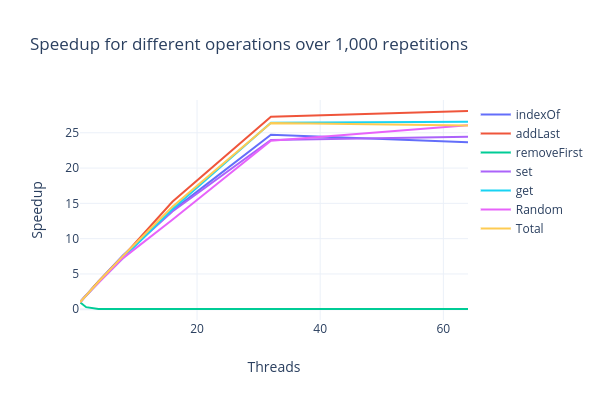 Speedup for different operations over 1,000 repetitions
Speedup
25
20
15
10
5
0
20
40
60
Threads
indexOf
addLast
removeFirst
set
get
Random
Total